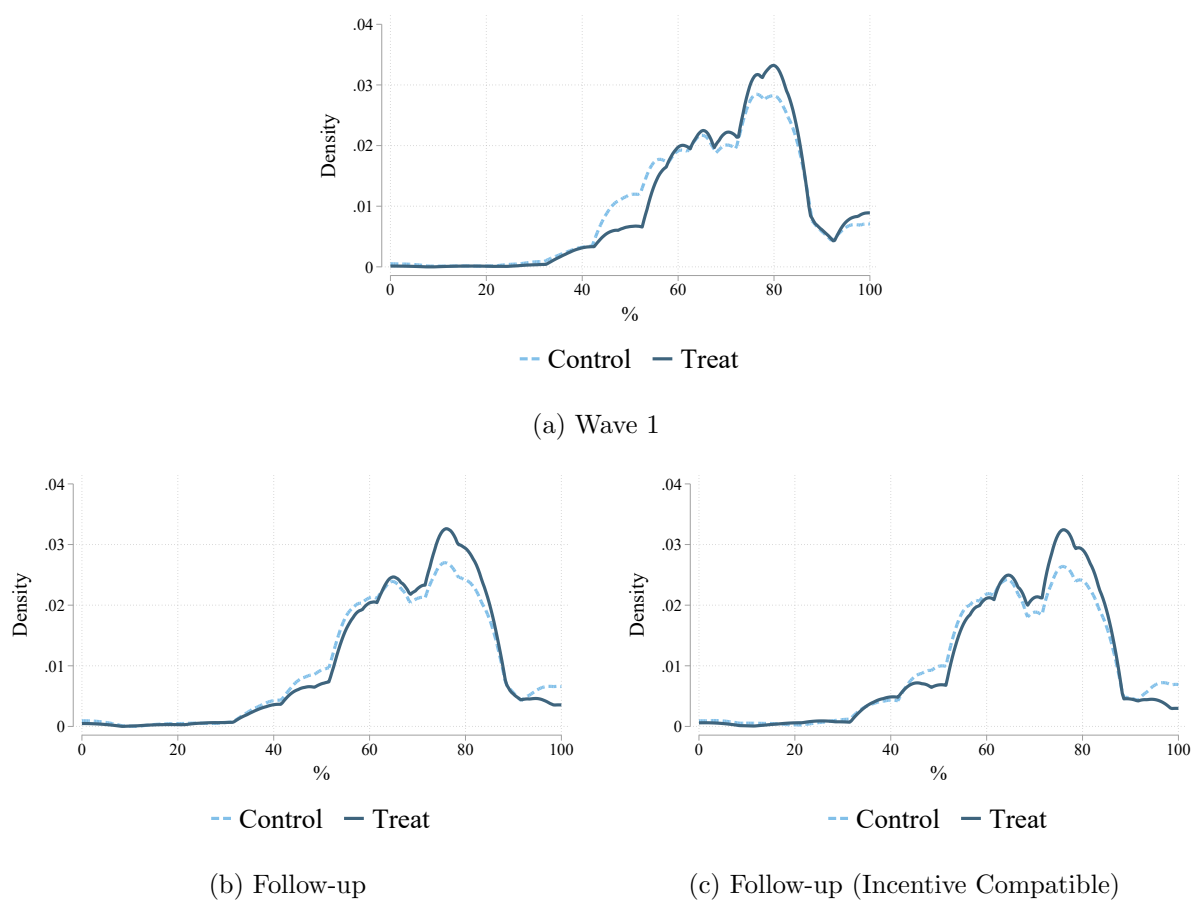 .04
.03
.02
.01
0
Density
0 20 40 60 80 100
%
Control Treat
(a) Wave 1
.04
.03
.02
.01
0
Density
0 20 40 60 80 100
%
Control Treat
(b) Follow-up
.04
.03
.02
.01
0
Density
0 20 40 60 80 100
%
Control Treat
(c) Follow-up (Incentive Compatible)